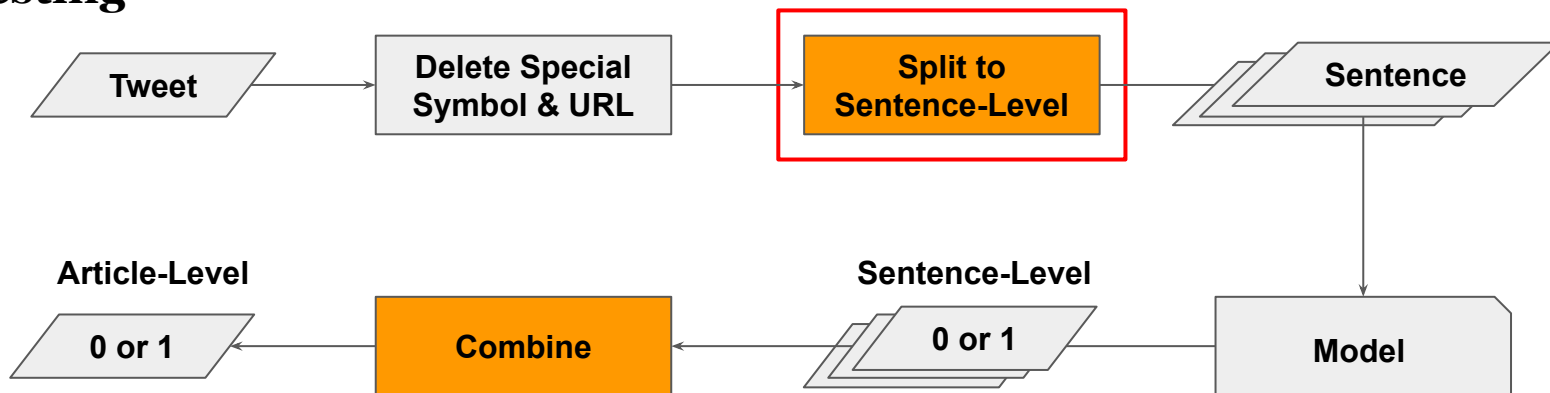 Tweet
Delete Special
Symbol & URL
Split to
Sentence-Level
Sentence
Article-Level
Sentence-Level
0 or 1
Combine
0 or 1
Model